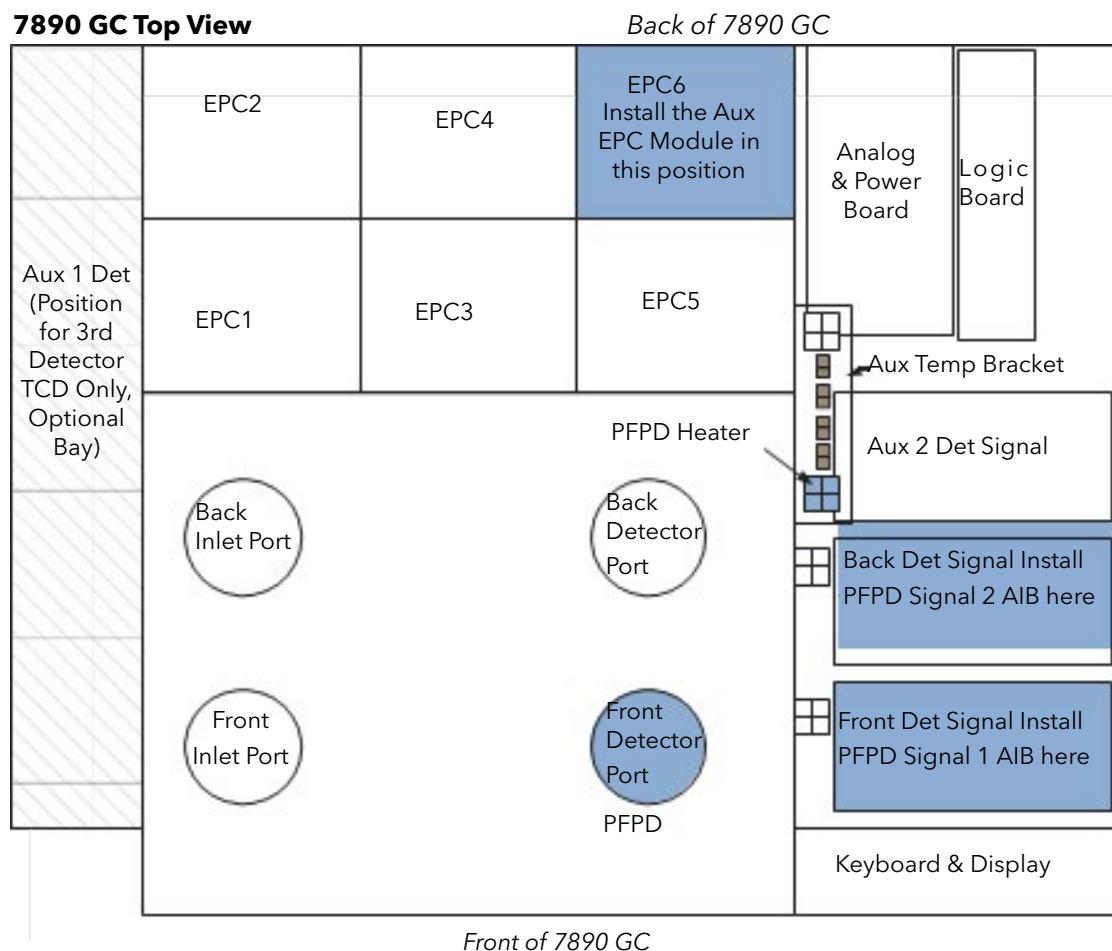 7890 GC Top View
Back of 7890 GC
EPC2
EPC4
EPC6
Install the Aux
EPC Module in
this position
Analog
& Power
Board
Logic
Board
Aux 1 Det
(Position
for 3rd
Detector
TCD Only,
Optional
Bay)
EPC1
EPC3
EPC5
Aux Temp Bracket
PFPD Heater
Aux 2 Det Signal
Back
Inlet Port
Back
Detector
Port
Back Det Signal Install
PFPD Signal 2 AIB here
Front
Inlet Port
Front
Detector
Port
PFPD
Front Det Signal Install
PFPD Signal 1 AIB here
Keyboard & Display
Front of 7890 GC